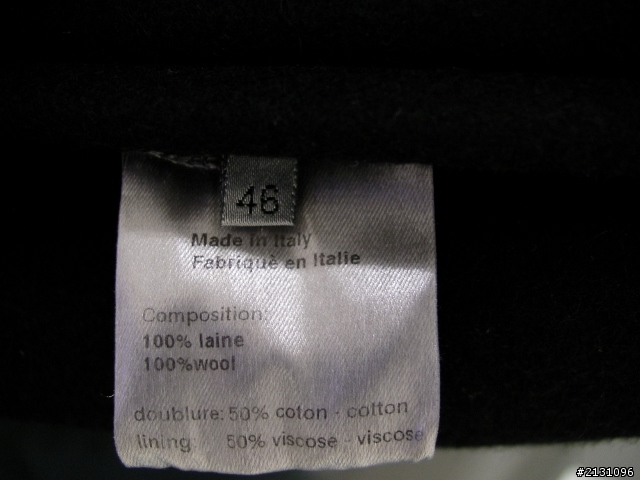 46
Made in Italy
Fabriquè en Italie
Composition:
100% laine
100%wool
doublure: 50% coton - cotton
lining 50% viscose - viscose
#2131096